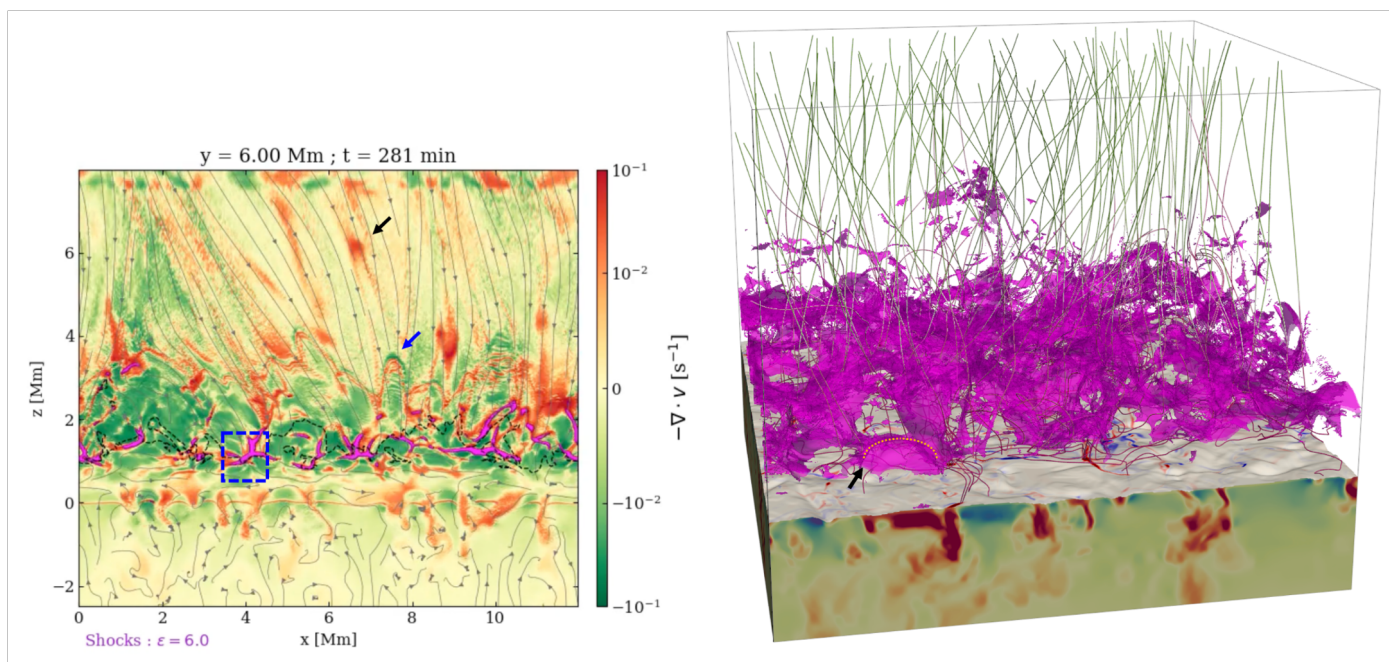 y = 6.00 Mm ; t = 281 min
z [Mm]
6
4
2
0
−2
0 2 4 6 8 10
x [Mm]
Shocks : ε = 6.0
10⁻¹
10⁻²
0
−10⁻²
−10⁻¹
−∇ · v [s⁻¹]